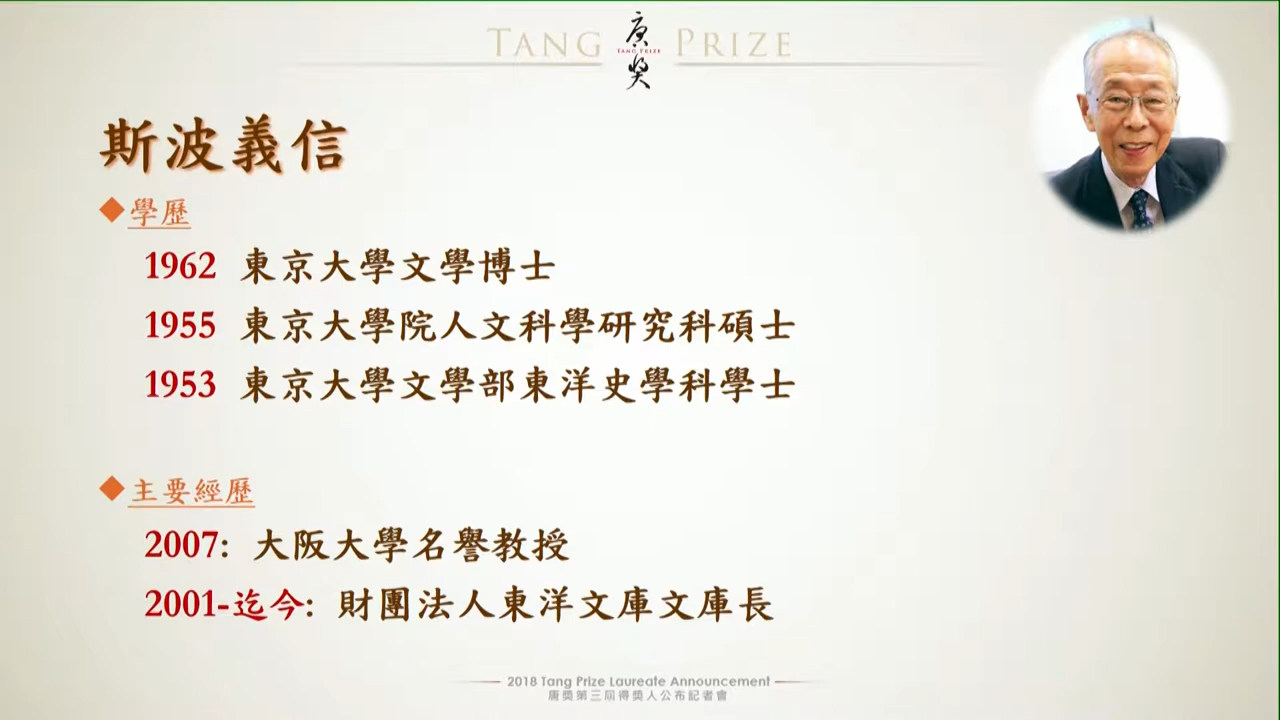 TANG PRIZE
唐獎
TANG PRIZE
斯波義信
學歷
1962 東京大學文學博士
1955 東京大學院人文科學研究科碩士
1953 東京大學文學部東洋史學科學士
主要經歷
2007: 大阪大學名譽教授
2001-迄今: 財團法人東洋文庫文庫長
2018 Tang Prize Laureate Announcement
唐獎第三屆得獎人公布記者會